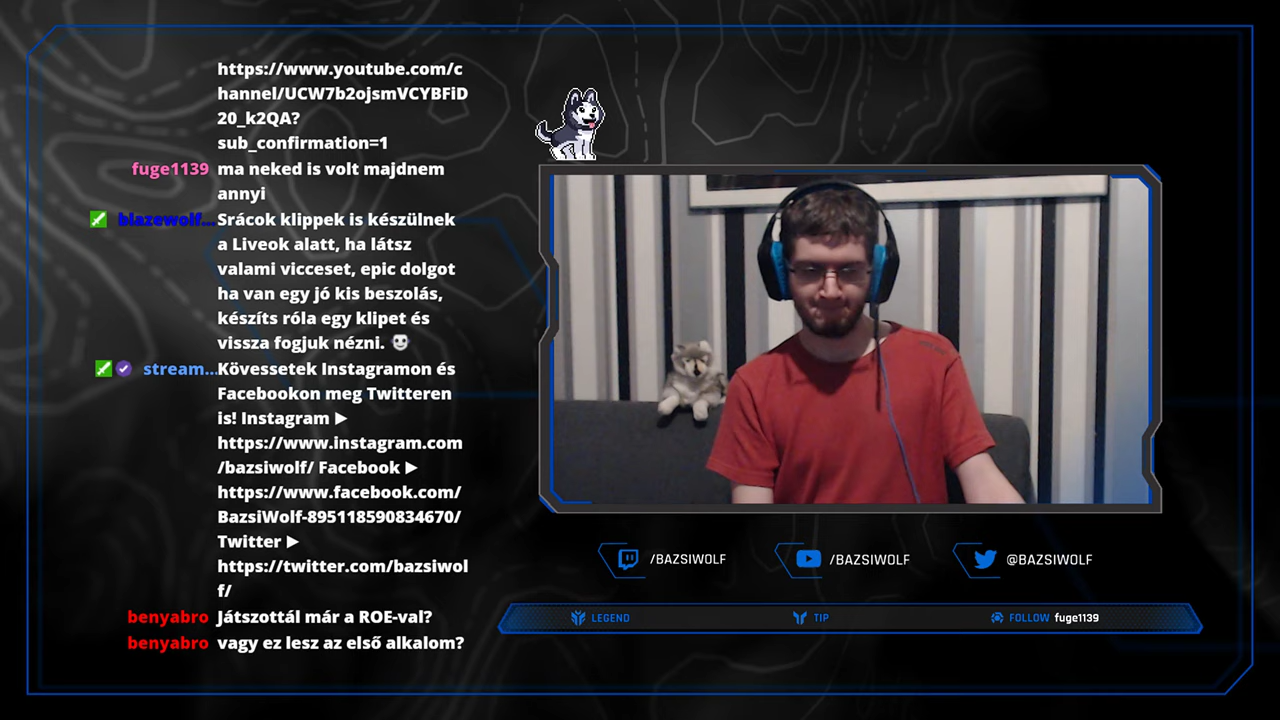 https://www.youtube.com/c
hannel/UCW7b2ojsmVCYBFiD
20_k2QA?
sub_confirmation=1
fuge1139 ma neked is volt majdnem
annyi
blazewolf... Srácok klippek is készülnek
a Liveok alatt, ha látsz
valami vicceset, epic dolgot
ha van egy jó kis beszolás,
készíts róla egy klipet és
vissza fogjuk nézni.
stream... Kövessetek Instagramon és
Facebookon meg Twitteren
is! Instagram ▶
https://www.instagram.com
/bazsiwolf/ Facebook ▶
https://www.facebook.com/
BazsiWolf-895118590834670/
Twitter ▶
https://twitter.com/bazsiwol
f/
benyabro Játszottál már a ROE-val?
benyabro vagy ez lesz az első alkalom?
/BAZSIWOLF /BAZSIWOLF @BAZSIWOLF
LEGEND TIP FOLLOW fuge1139